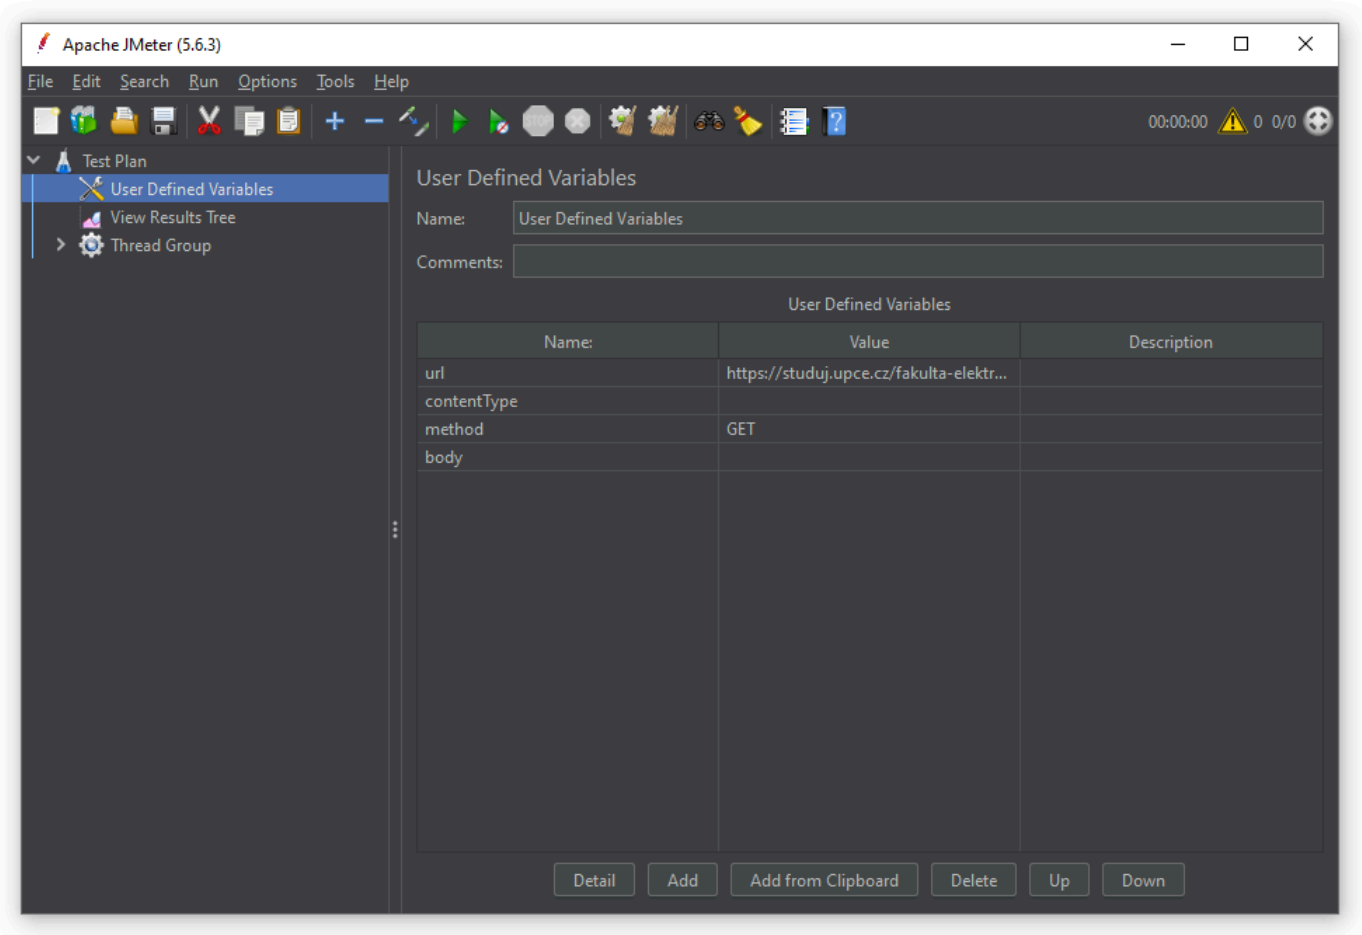 Apache JMeter (5.6.3)
File Edit Search Run Options Tools Help
STOP 00:00:00 0 0/0
Test Plan
User Defined Variables
View Results Tree
Thread Group
User Defined Variables
Name: User Defined Variables
Comments:
User Defined Variables
Name: Value Description
url https://studuj.upce.cz/fakulta-elektr...
contentType
method GET
body
Detail Add Add from Clipboard Delete Up Down